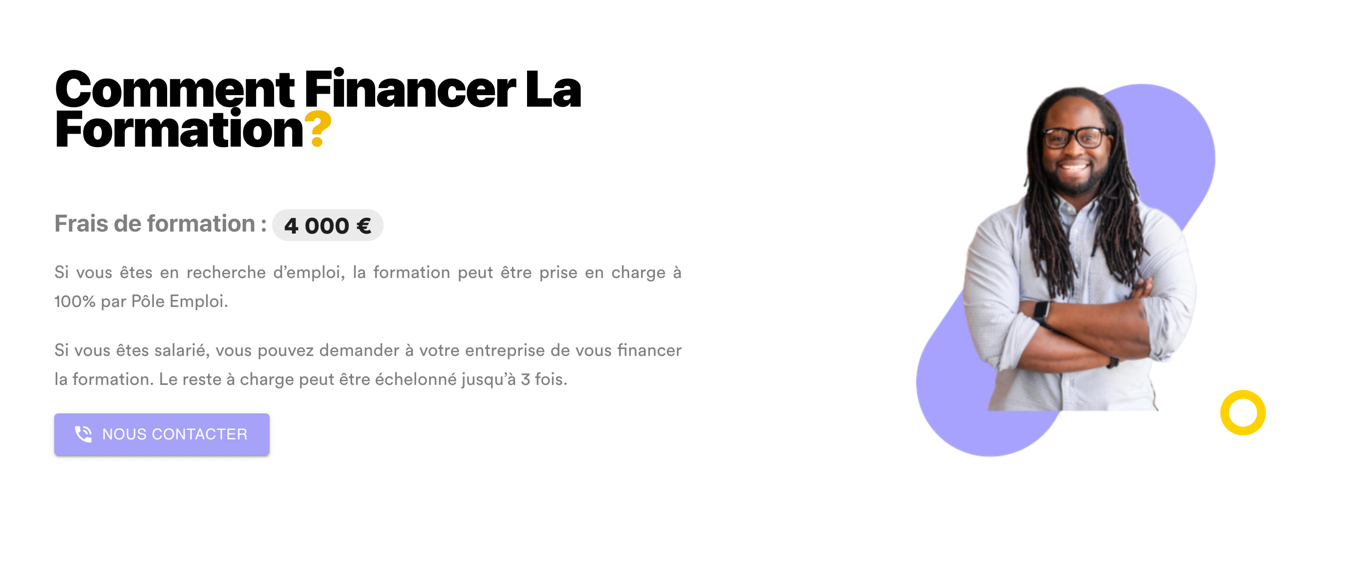 Comment Financer La
Formation?
Frais de formation : 4 000 €
Si vous êtes en recherche d’emploi, la formation peut être prise en charge à
100% par Pôle Emploi.
Si vous êtes salarié, vous pouvez demander à votre entreprise de vous financer
la formation. Le reste à charge peut être échelonné jusqu’à 3 fois.
NOUS CONTACTER